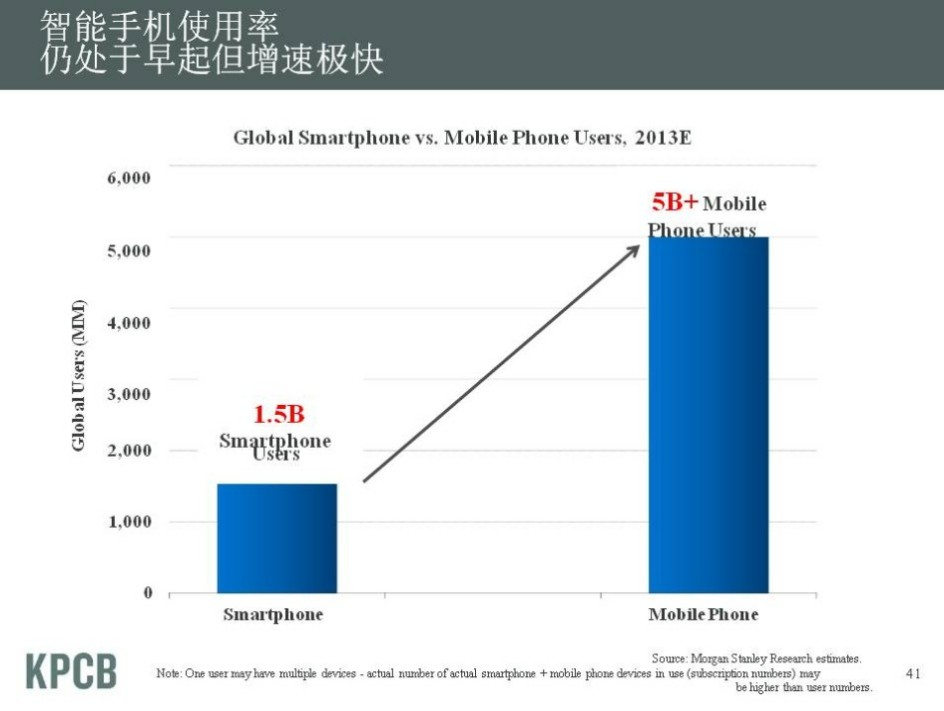 智能手机使用率
仍处于早起但增速极快
Global Smartphone vs. Mobile Phone Users, 2013E
6,000
5B+ Mobile
Phone Users
5,000
4,000
Global Users (MM)
3,000
1.5B
Smartphone
Users
2,000
1,000
0
Smartphone
Mobile Phone
KPCB
Source: Morgan Stanley Research estimates.
Note: One user may have multiple devices - actual number of actual smartphone + mobile phone devices in use (subscription numbers) may
be higher than user numbers.
41